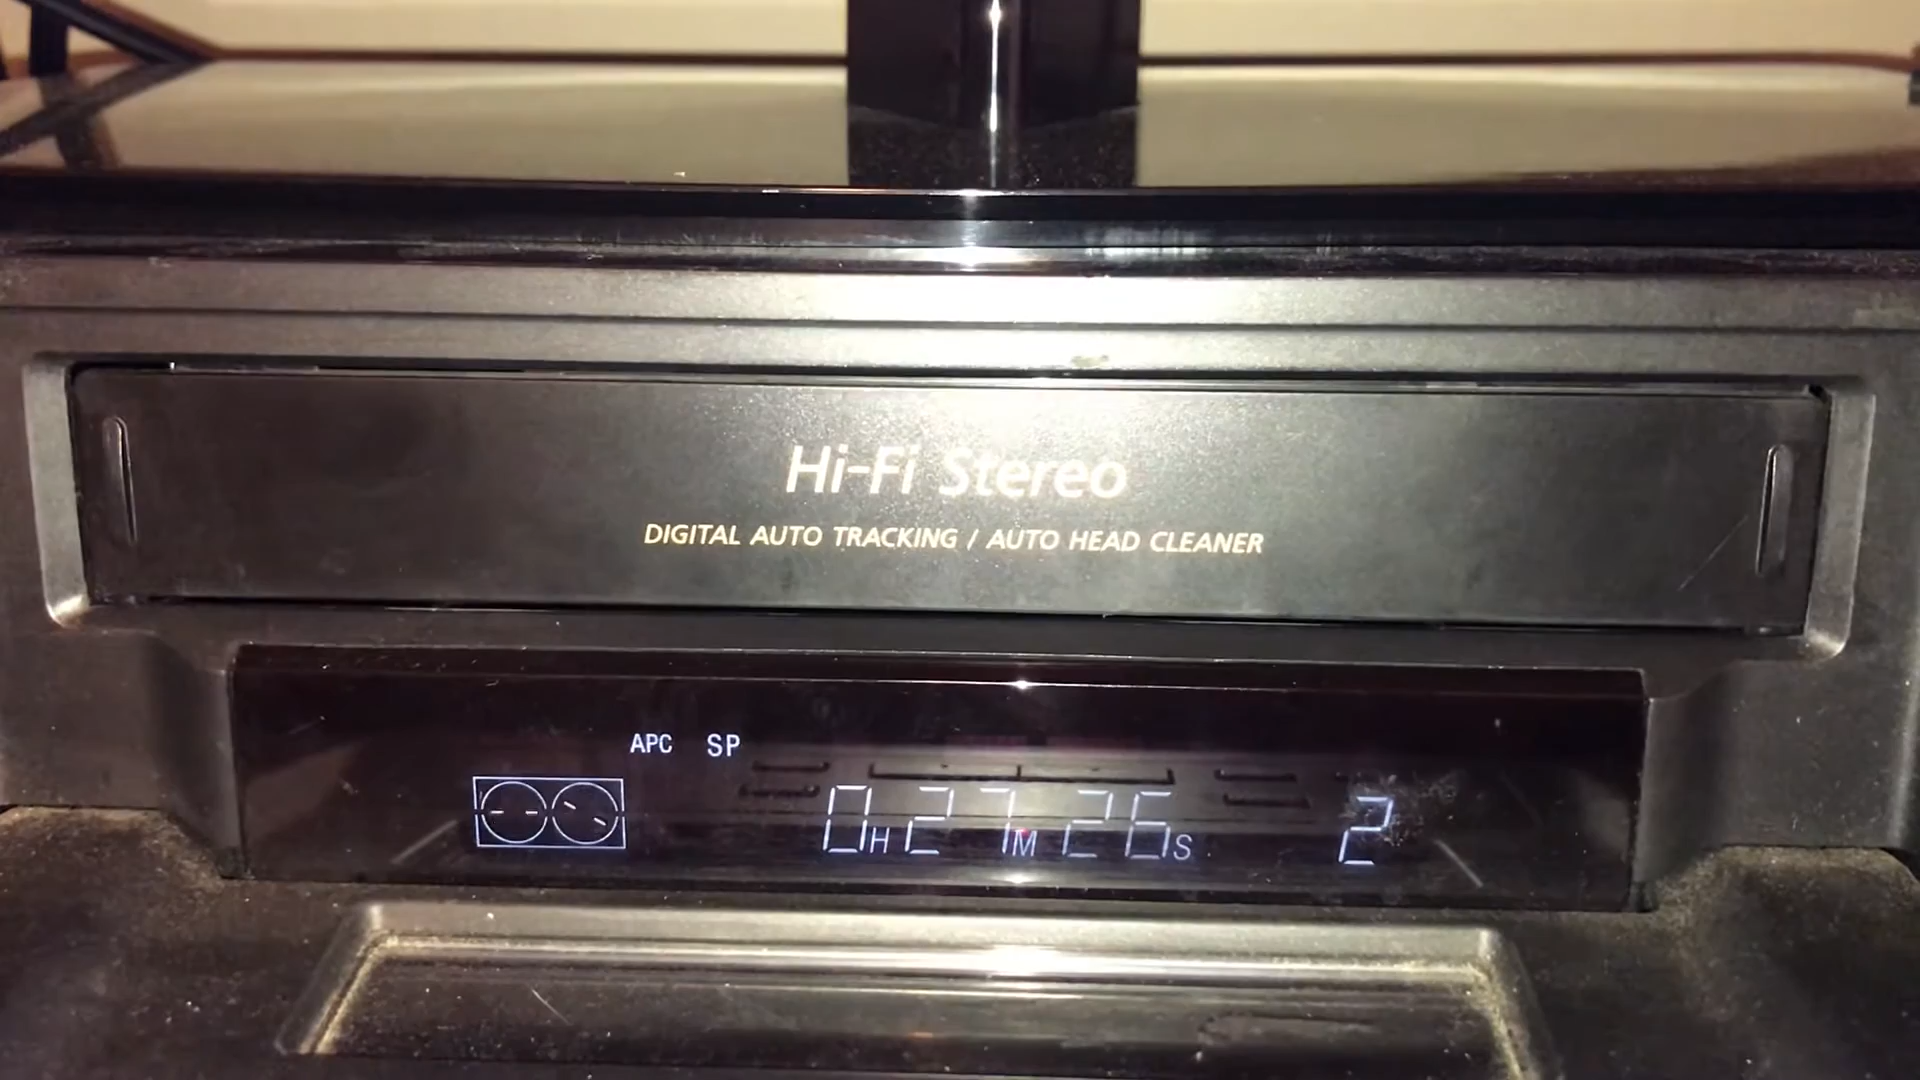 Hi-Fi Stereo
DIGITAL AUTO TRACKING / AUTO HEAD CLEANER
APC SP
0H 27M 26S 2